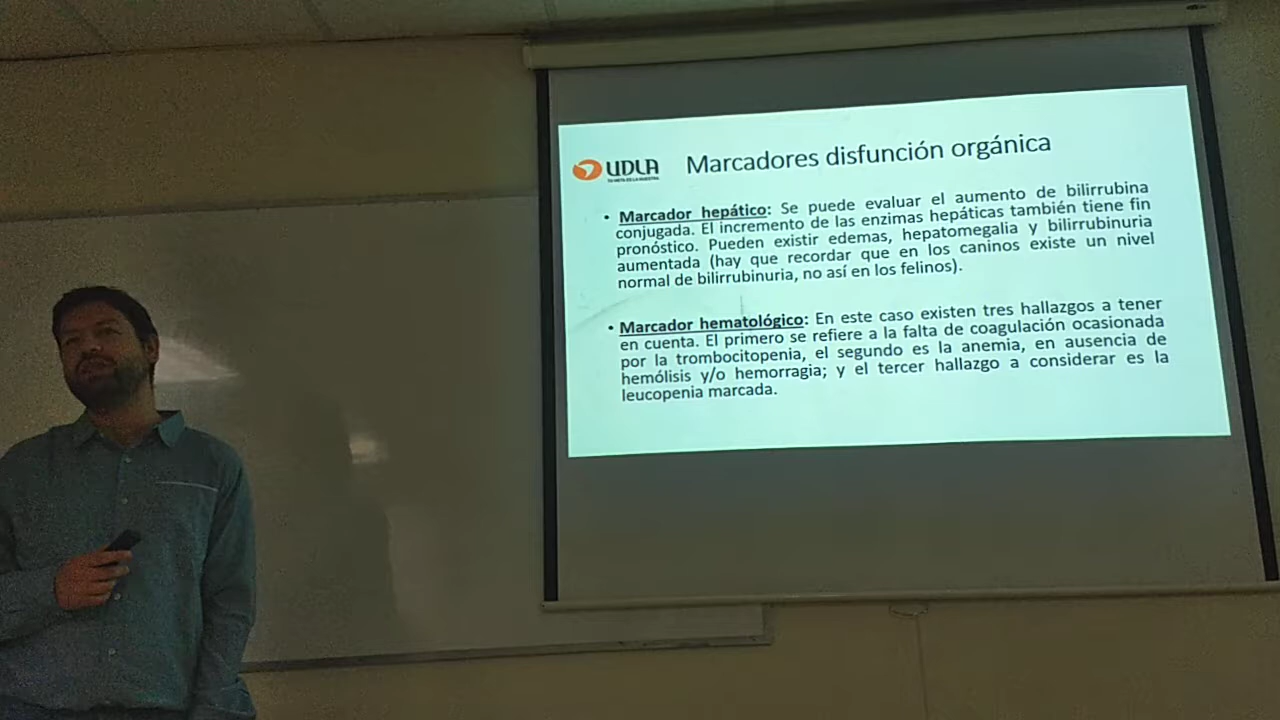 UDLA
Marcadores disfunción orgánica
• Marcador hepático: Se puede evaluar el aumento de bilirrubina
conjugada. El incremento de las enzimas hepáticas también tiene fin
pronóstico. Pueden existir edemas, hepatomegalia y bilirrubinuria
aumentada (hay que recordar que en los caninos existe un nivel
normal de bilirrubinuria, no así en los felinos).
• Marcador hematológico: En este caso existen tres hallazgos a tener
en cuenta. El primero se refiere a la falta de coagulación ocasionada
por la trombocitopenia, el segundo es la anemia, en ausencia de
hemólisis y/o hemorragia; y el tercer hallazgo a considerar es la
leucopenia marcada.